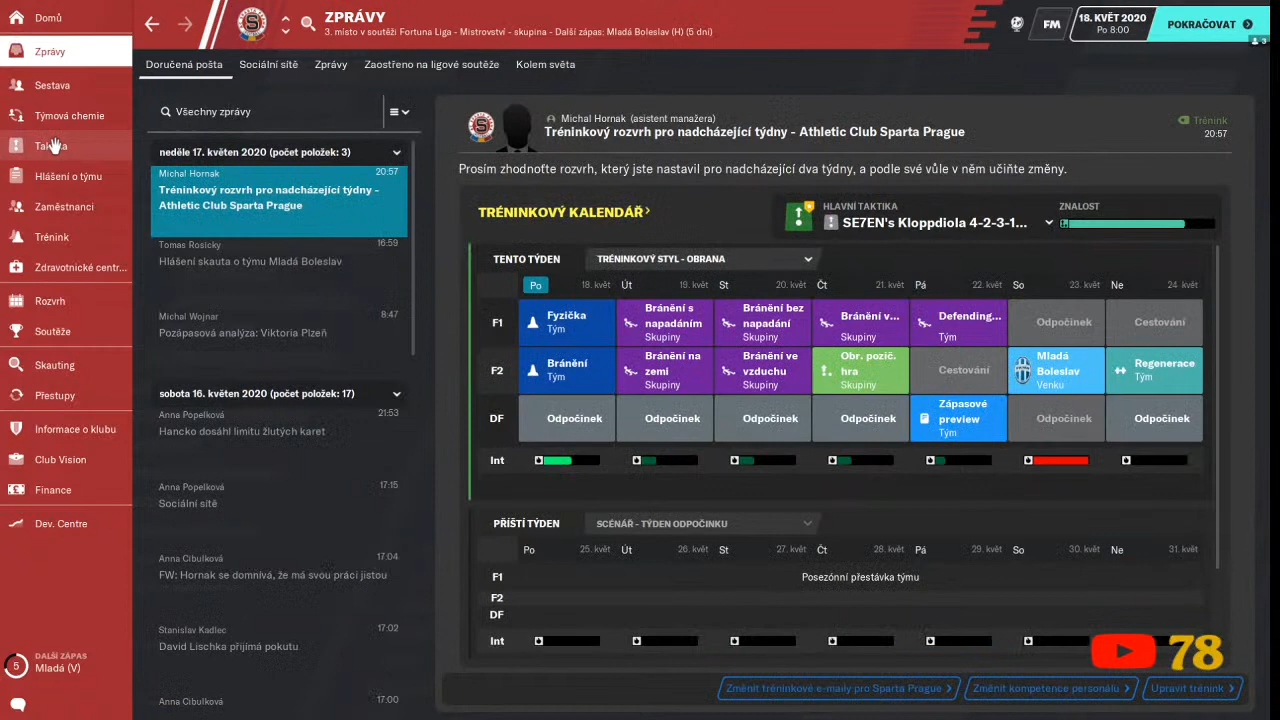 Domů
Zprávy
Sestava
Týmová chemie
Hlášení o týmu
Zaměstnanci
Trénink
Zdravotnické centr...
Rozvrh
Soutěže
Skauting
Přestupy
Informace o klubu
Club Vision
Finance
Dev. Centre
5
DALŠÍ ZÁPAS
Mladá (V)
ZPRÁVY
3. místo v soutěži Fortuna Liga - Mistrovství - skupina - Další zápas; Mladá Boleslav (H) (5 dní)
FM
18. KVĚT 2020
Po 8:00
POKRAČOVAT
3
Doručená pošta
Sociální sítě
Zprávy
Zaostřeno na ligové soutěže
Kolem světa
Všechny zprávy
neděle 17. květen 2020 (počet položek: 3)
Michal Hornak 20:57
Tréninkový rozvrh pro nadcházející týdny -
Athletic Club Sparta Prague
Tomas Rosicky 16:59
Hlášení skauta o týmu Mladá Boleslav
Michal Wojnar 8:47
Pozápasová analýza: Viktoria Plzeň
sobota 16. květen 2020 (počet položek: 17)
Anna Popelková 21:53
Hancko dosáhl limitu žlutých karet
Anna Popelková 17:15
Sociální sítě
Anna Cibulková 17:04
FW: Hornak se domnívá, že má svou práci jistou
Stanislav Kadlec 17:02
David Lischka přijímá pokutu
Anna Cibulková 17:00
Michal Hornak (asistent manažera)
Tréninkový rozvrh pro nadcházející týdny - Athletic Club Sparta Prague
Trénink
20:57
Prosím zhodnoťte rozvrh, který jste nastavil pro nadcházející dva týdny, a podle své vůle v něm učiňte změny.
TRÉNINKOVÝ KALENDÁŘ
HLAVNÍ TAKTIKA
SE7EN's Kloppdiola 4-2-3-1...
ZNALOST
TENTO TÝDEN
TRÉNINKOVÝ STYL - OBRANA
Po 18. květ Út 19. květ St 20. květ Čt 21. květ Pá 22. květ So 23. květ Ne 24 květ
F1
Fyzička
Tým
Bránění s
napadáním
Skupiny
Bránění bez
napadání
Skupiny
Bránění v...
Skupiny
Defending...
Tým
Odpočinek
Cestování
F2
Bránění
Tým
Bránění na
zemi
Skupiny
Bránění ve
vzduchu
Skupiny
Obr. pozič.
hra
Skupiny
Cestování
Mladá
Boleslav
Venku
Regenerace
Tým
DF
Odpočinek
Odpočinek
Odpočinek
Odpočinek
Zápasové
preview
Tým
Odpočinek
Odpočinek
Int
PŘÍŠTÍ TÝDEN
SCÉNÁŘ - TÝDEN ODPOČINKU
Po 25. květ Út 26. květ St 27. květ Čt 28. květ Pá 29. květ So 30. květ Ne 31. květ
F1
Posezónní přestávka týmu
F2
DF
Int
78
Změnit tréninkové e-maily pro Sparta Prague
Změnit kompetence personálu
Upravit trénink